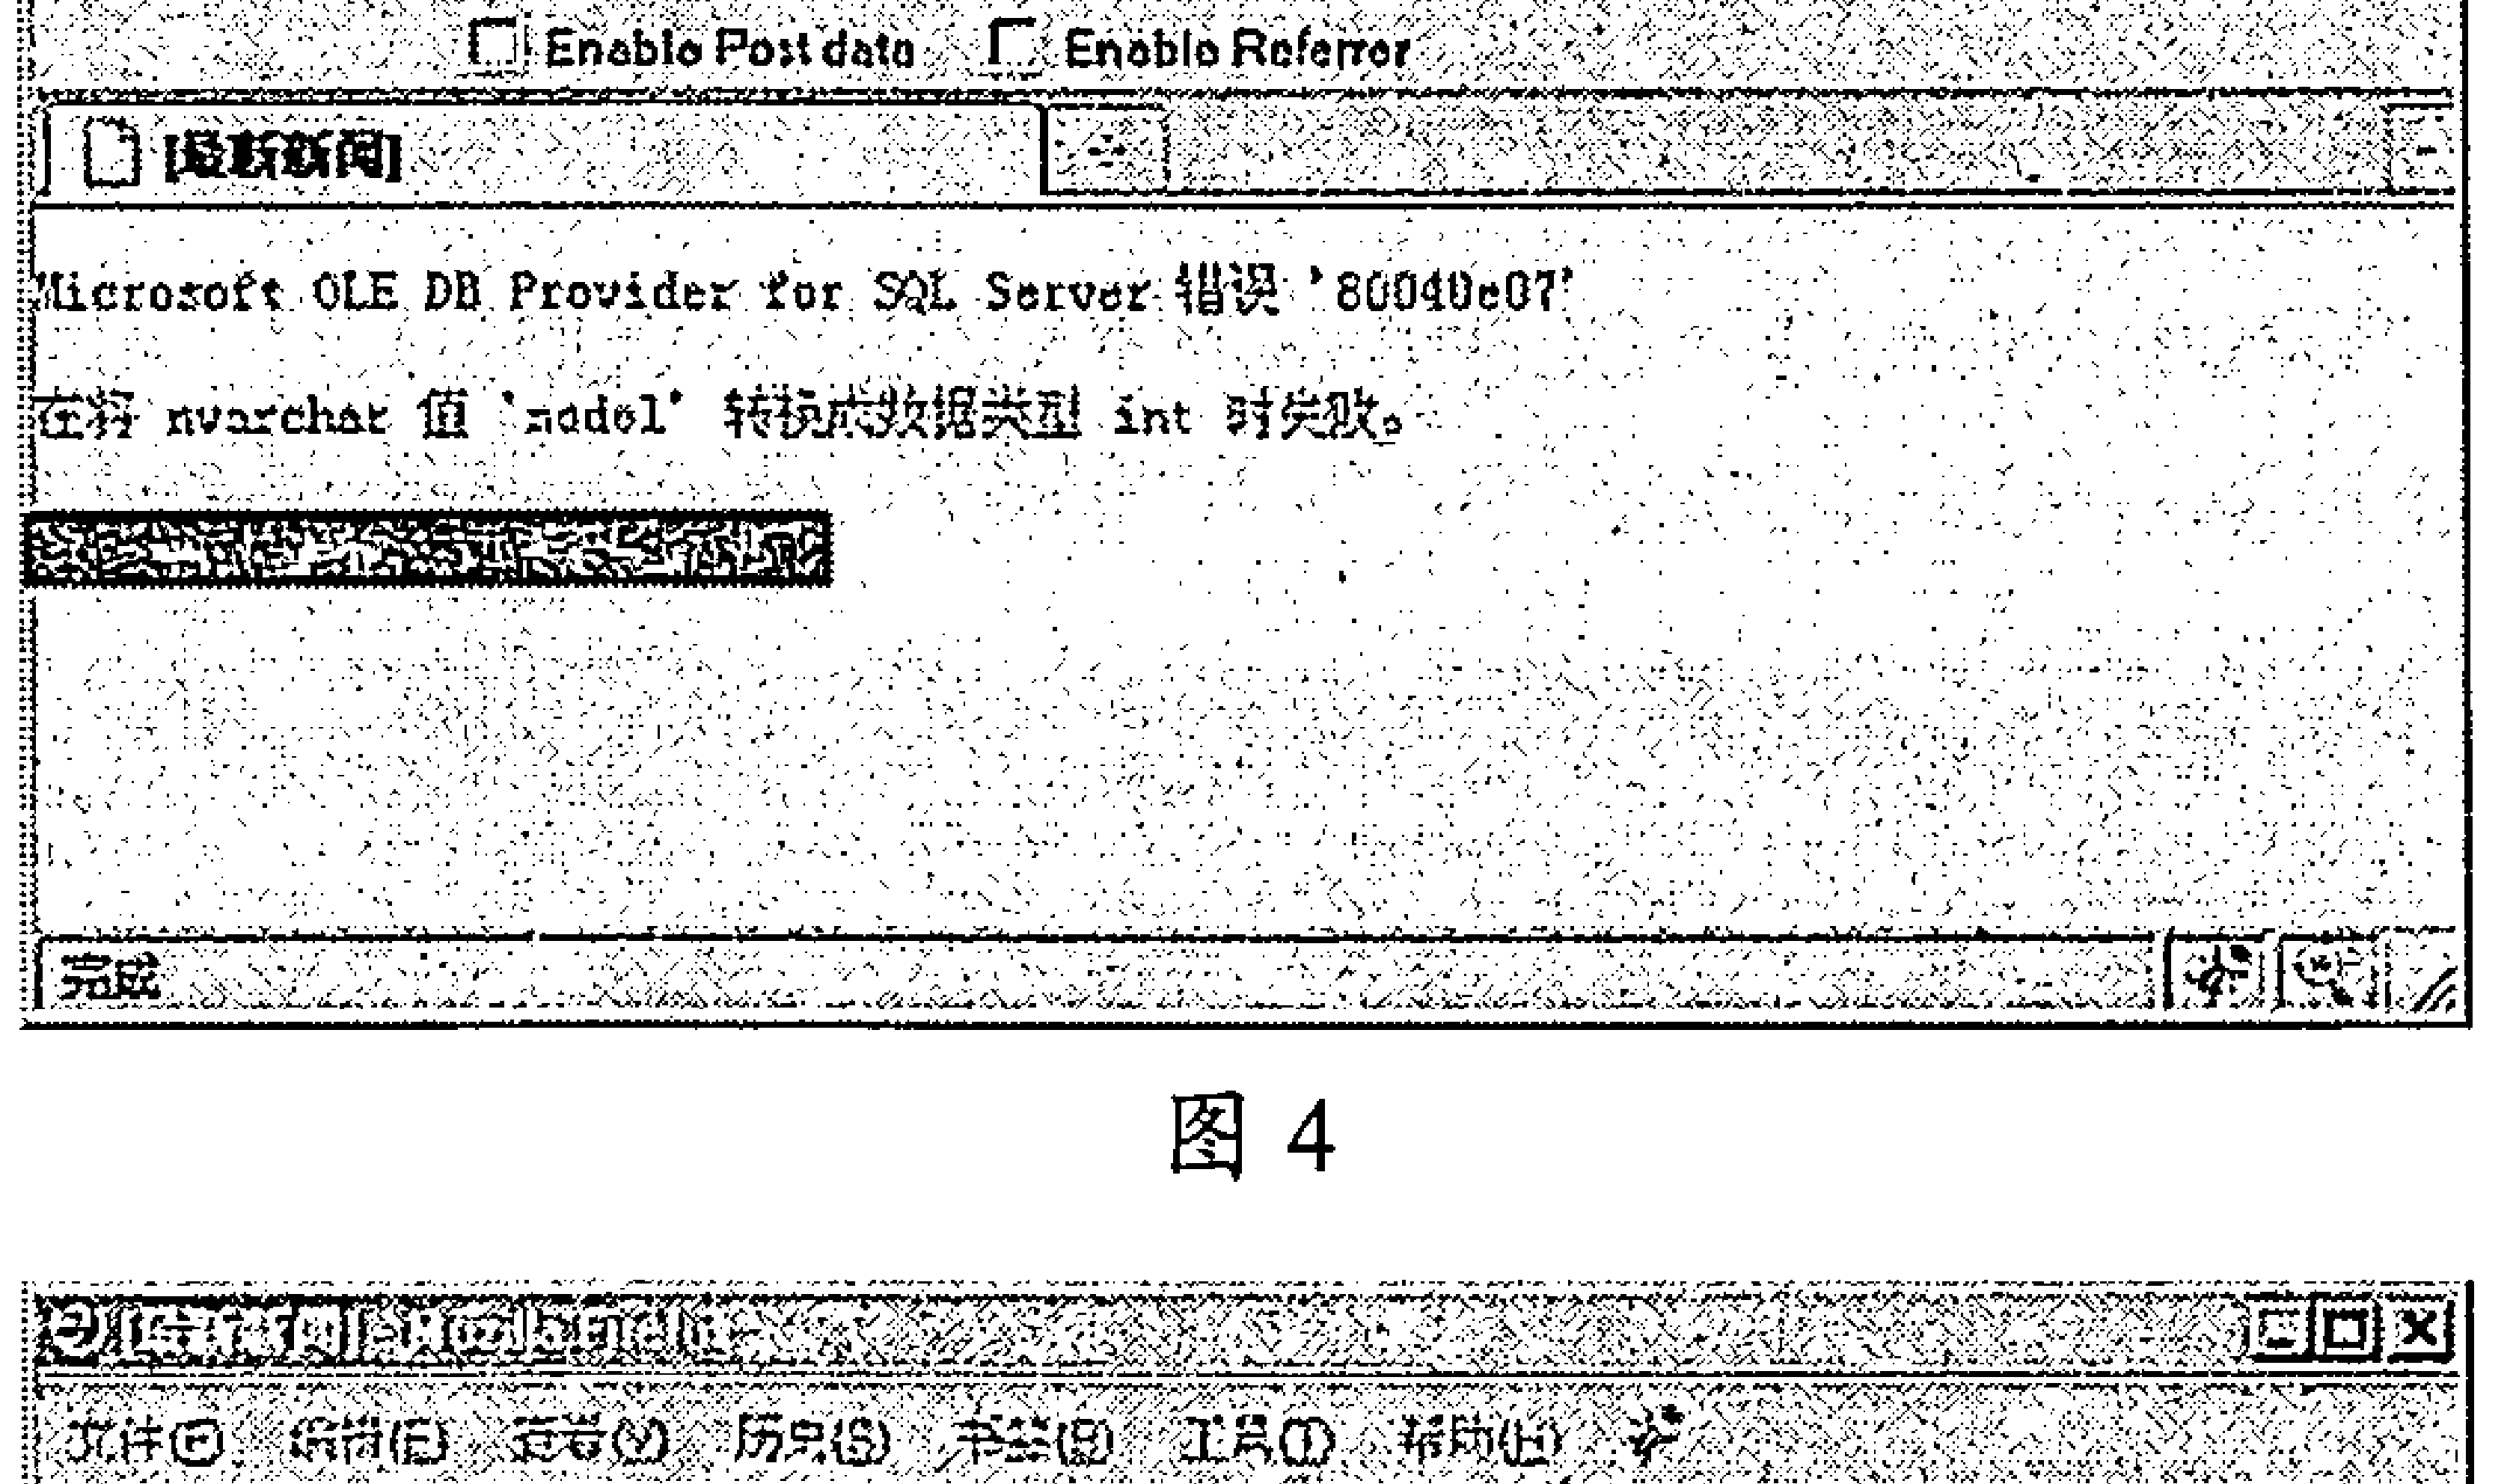 Enable Post data Enable Referrer
[最新新闻]
Microsoft OLE DB Provider for SQL Server 错误 '80040e07'
在将 nvarchar 值 'model' 转换成数据类型 int 时失败。
完成
图 4
文件(F) 编辑(E) 查看(V) 历史(S) 书签(B) 工具(T) 帮助(H)